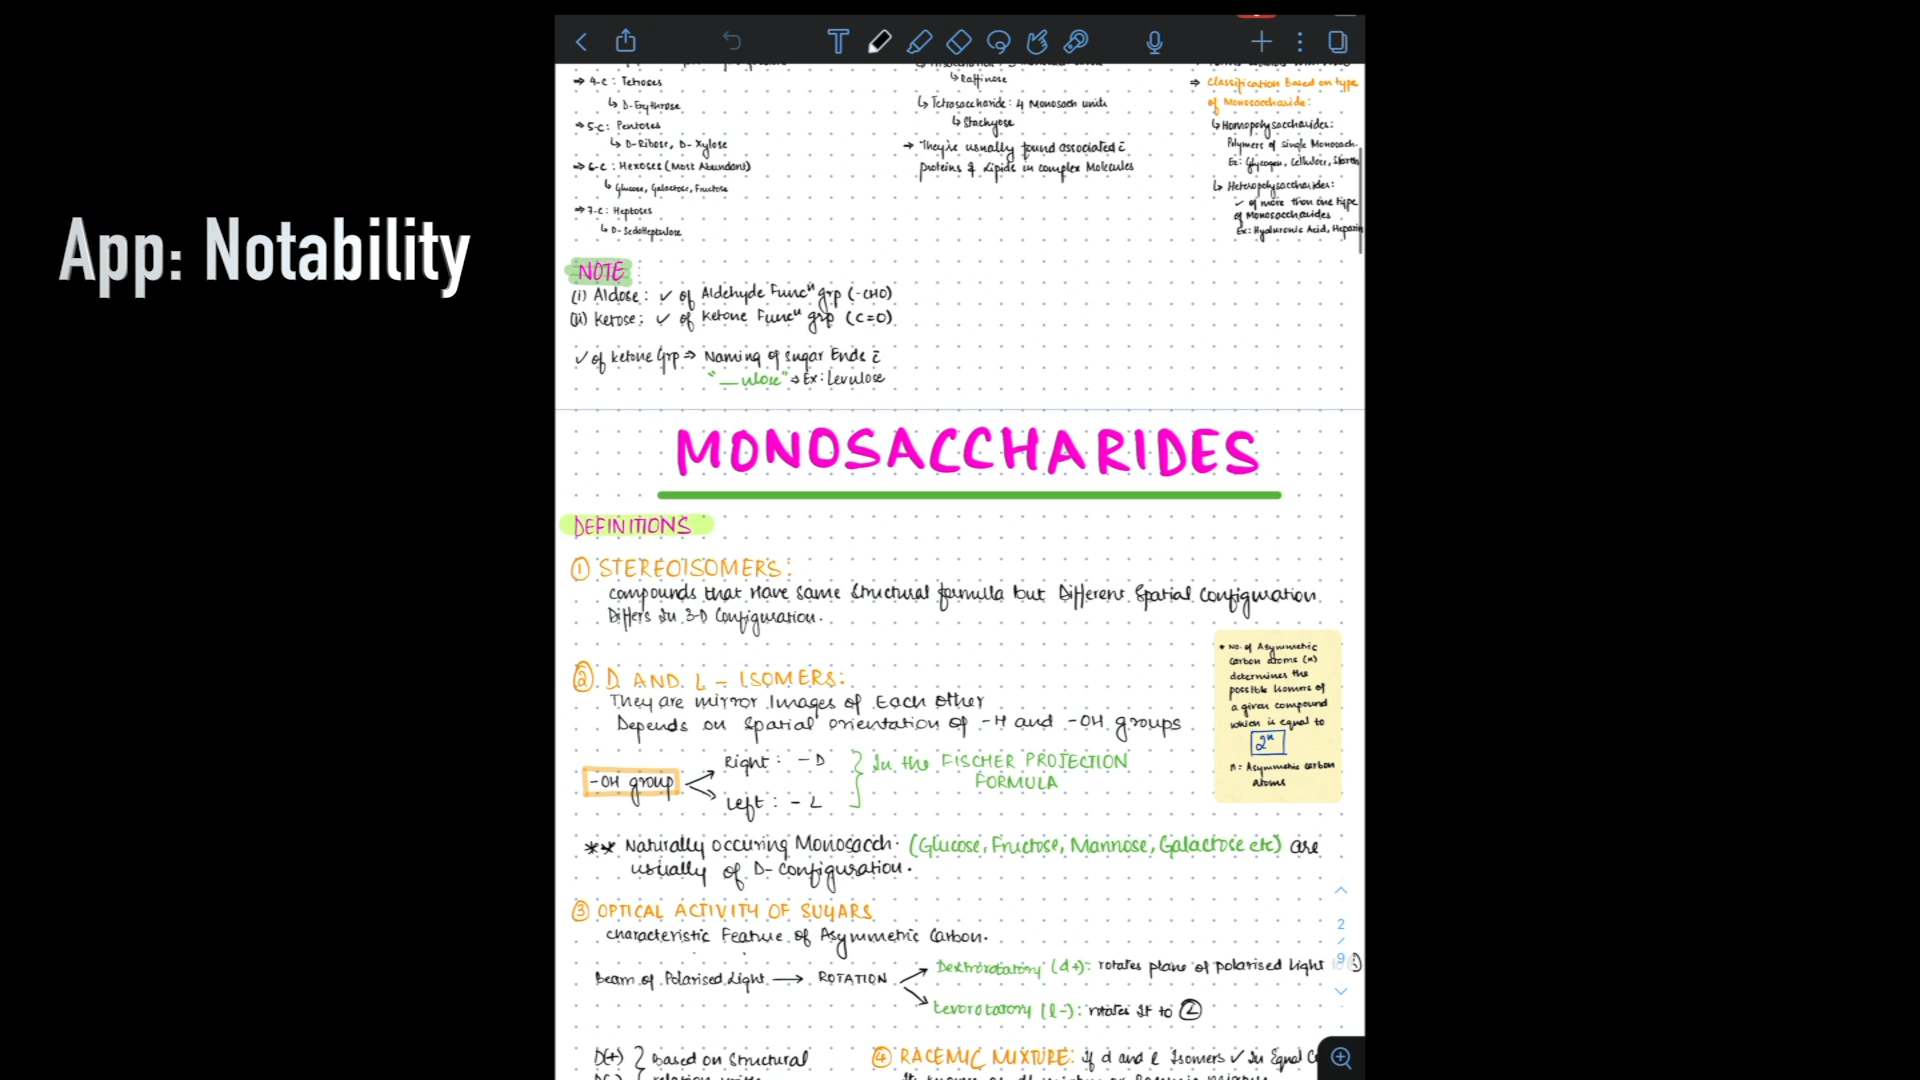 App: Notability
→ 4-C: Tetroses
↳ D-Erythrose
→ 5-C: Pentoses
↳ D-Ribose, D-Xylose
→ 6-C: Hexoses (Most Abundant)
↳ Glucose, Galactose, Fructose
→ 7-C: Heptoses
↳ D-Sedoheptulose
↳ Raffinose
↳ Tetrasaccharide: 4 Monosacch units
↳ Stachyose
→ They're usually found associated c̄
proteins & Lipids in complex Molecules
⇒ Classification Based on type
of Monosaccharide:
↳ Homopolysaccharides:
Polymers of Single Monosach.
Ex: Glycogen, Cellulose, Starch
↳ Heteropolysaccharides:
✓ of more than one type
of Monosaccharides
Ex: Hyaluronic Acid, Heparin
NOTE
(i) Aldose: ✓ of Aldehyde Funcⁿ grp (-CHO)
(ii) Ketose: ✓ of Ketone Funcⁿ grp (C=O)
✓ of Ketone Grp ⇒ Naming of Sugar Ends c̄
"__ulose" ⇒ Ex: Levulose
MONOSACCHARIDES
DEFINITIONS
① STEREOISOMERS:
compounds that Have same Structural formula but Different Spatial Configuration
Differs In 3-D Configuration.
② D AND L - ISOMERS:
They are mirror Images of Each other
Depends on Spatial orientation of -H and -OH groups
-OH group
Right: - D
Left: - L
In the FISCHER PROJECTION
FORMULA
* No. of Asymmetric
Carbon atoms (n)
determines the
possible Isomers of
a given compound
which is equal to
2ⁿ
n = Asymmetric carbon
atoms
** Naturally occuring Monosacch. (Glucose, Fructose, Mannose, Galactose etc) are
usually of D-configuration.
③ OPTICAL ACTIVITY OF SUGARS
characteristic Feature of Asymmetric Carbon.
Beam of Polarised Light → ROTATION
Dextrorotatory (d+): rotates plane of polarised Light
Levorotatory (l-): rotates It to Ⓛ
D(+) } Based on Structural
④ RACEMIC MIXTURE: If d and l Isomers ✓ In Equal
2
/
9